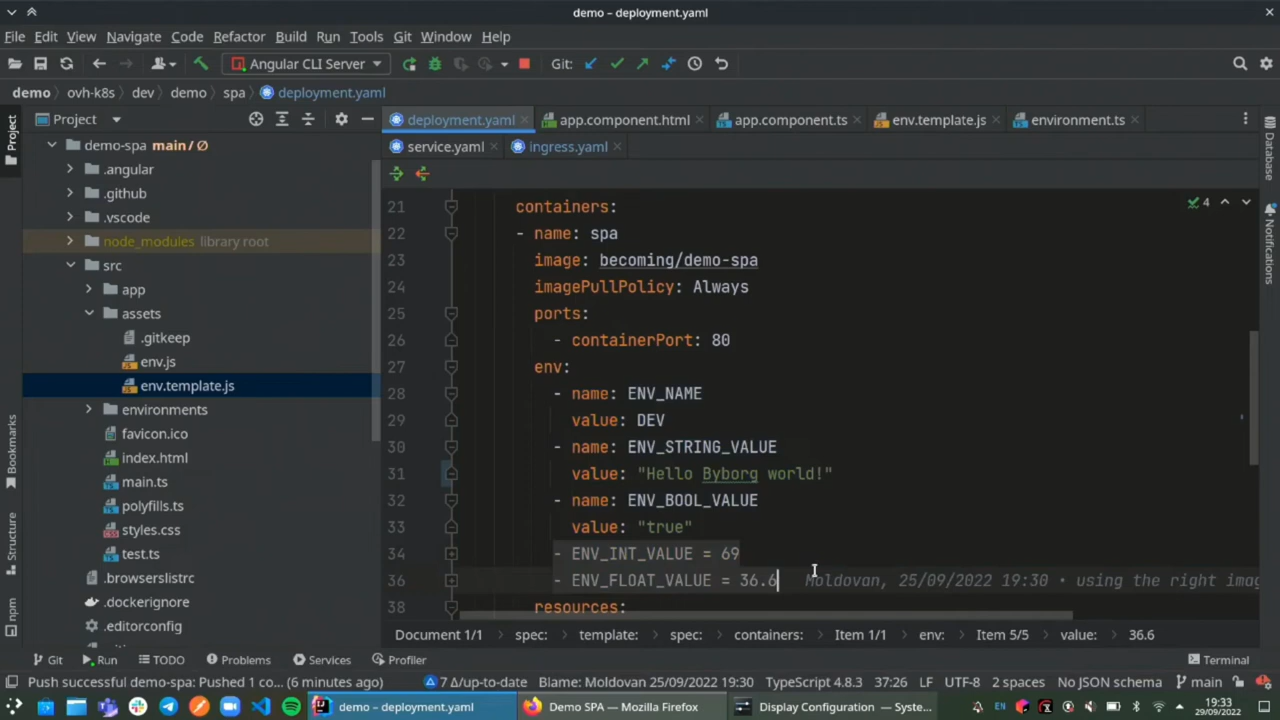 demo – deployment.yaml
File Edit View Navigate Code Refactor Build Run Tools Git Window Help
Angular CLI Server Git:
demo ovh-k8s dev demo spa deployment.yaml
Project
deployment.yaml app.component.html app.component.ts env.template.js environment.ts
service.yaml ingress.yaml
Project
Bookmarks
Structure
npm
demo-spa main / Ø
.angular
.github
.vscode
node_modules library root
src
app
assets
.gitkeep
env.js
env.template.js
environments
favicon.ico
index.html
main.ts
polyfills.ts
styles.css
test.ts
.browserslistrc
.dockerignore
.editorconfig
4
21 containers:
22 - name: spa
23 image: becoming/demo-spa
24 imagePullPolicy: Always
25 ports:
26 - containerPort: 80
27 env:
28 - name: ENV_NAME
29 value: DEV
30 - name: ENV_STRING_VALUE
31 value: "Hello Byborg world!"
32 - name: ENV_BOOL_VALUE
33 value: "true"
34 - ENV_INT_VALUE = 69
36 - ENV_FLOAT_VALUE = 36.6 Moldovan, 25/09/2022 19:30 • using the right imag
38 resources:
Database
Notifications
Document 1/1 spec: template: spec: containers: Item 1/1 env: Item 5/5 value: 36.6
Git Run TODO Problems Services Profiler Terminal
Push successful demo-spa: Pushed 1 co... (6 minutes ago) 7 Δ/up-to-date Blame: Moldovan 25/09/2022 19:30 TypeScript 4.8.3 37:26 LF UTF-8 2 spaces No JSON schema main
demo – deployment.yaml Demo SPA — Mozilla Firefox Display Configuration — Syste... EN 19:33
29/09/2022